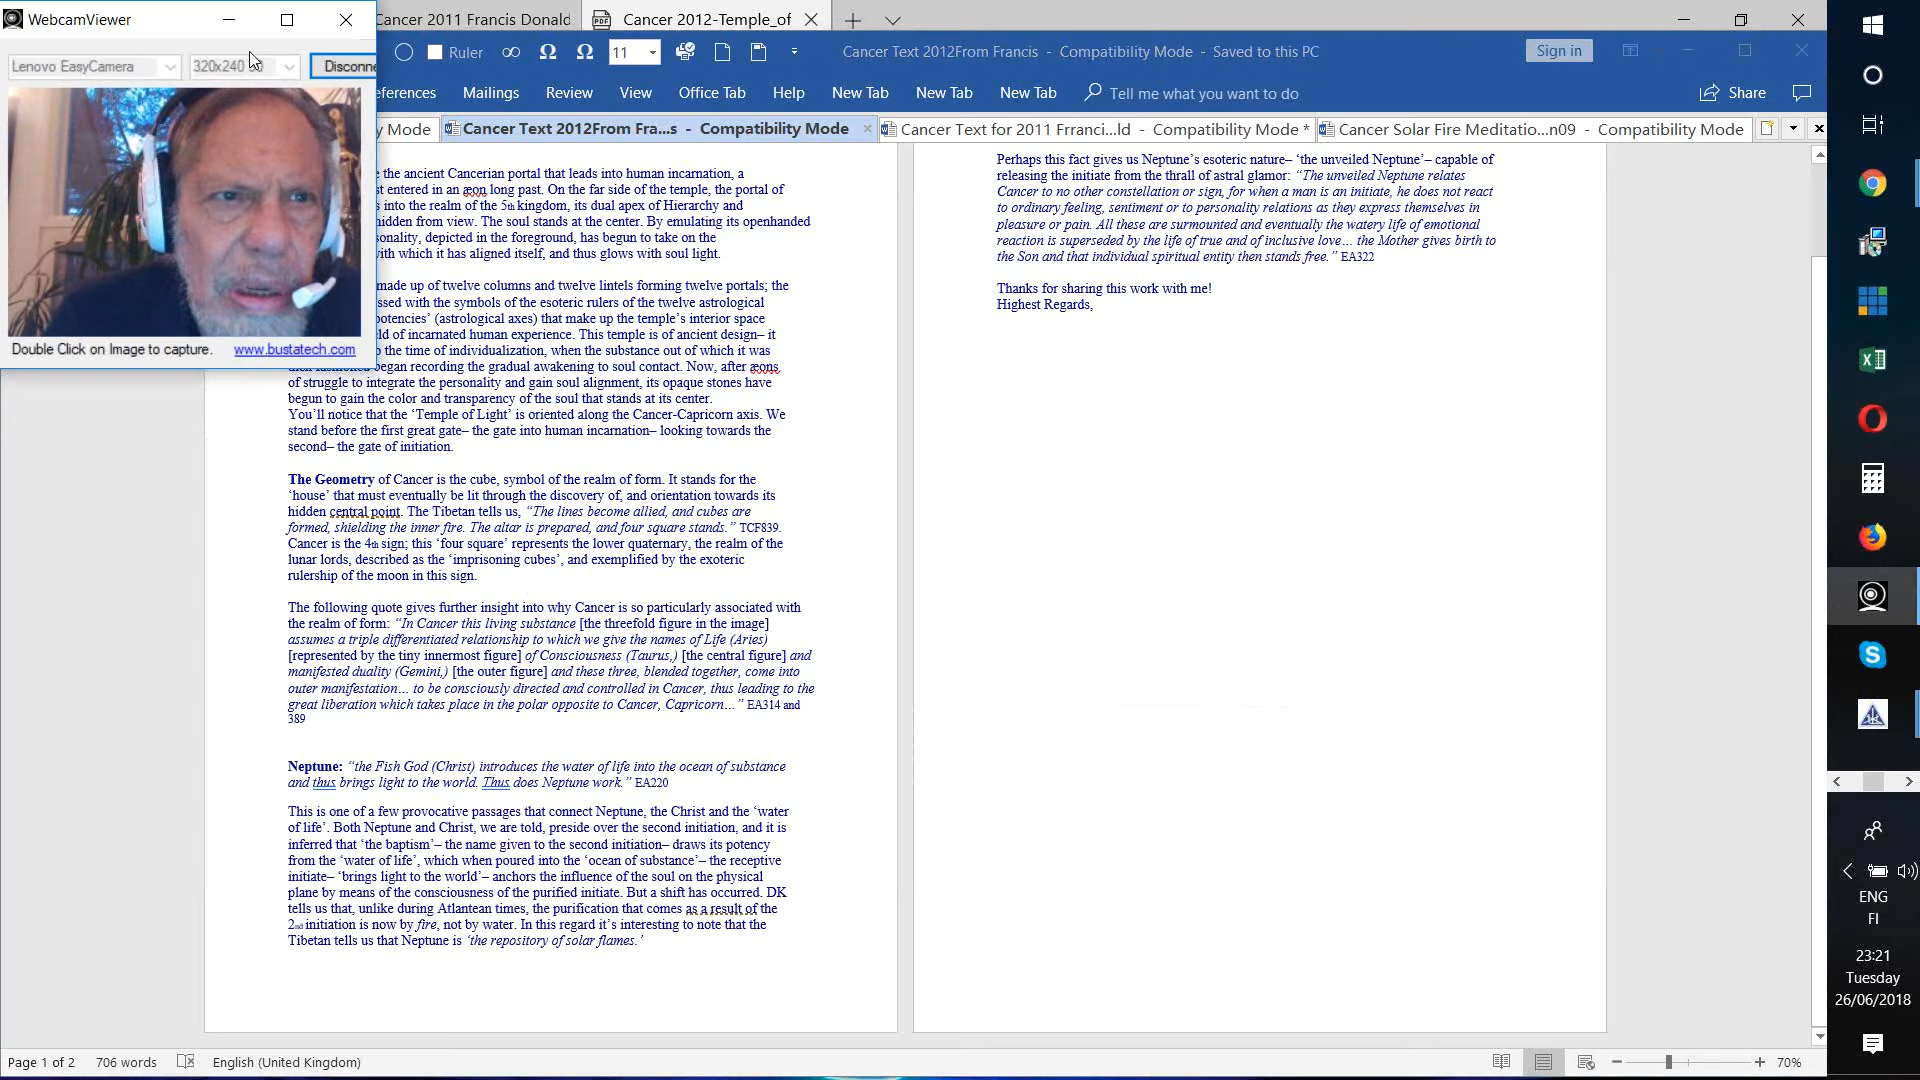 WebcamViewer
Cancer 2011 Francis Donald
Cancer 2012-Temple_of
Lenovo EasyCamera
320x240
Disconne
Ruler
11
Cancer Text 2012From Francis - Compatibility Mode - Saved to this PC
Sign in
eferences
Mailings
Review
View
Office Tab
Help
New Tab
New Tab
New Tab
Tell me what you want to do
Share
y Mode
Cancer Text 2012From Fra...s - Compatibility Mode
Cancer Text for 2011 Frranci...ld - Compatibility Mode *
Cancer Solar Fire Meditatio...n09 - Compatibility Mode
Double Click on Image to capture.
www.bustatech.com
e the ancient Cancerian portal that leads into human incarnation, a
st entered in an æon long past. On the far side of the temple, the portal of
s into the realm of the 5th kingdom, its dual apex of Hierarchy and
hidden from view. The soul stands at the center. By emulating its openhanded
sonality, depicted in the foreground, has begun to take on the
with which it has aligned itself, and thus glows with soul light.
made up of twelve columns and twelve lintels forming twelve portals; the
ssed with the symbols of the esoteric rulers of the twelve astrological
potencies’ (astrological axes) that make up the temple’s interior space
ld of incarnated human experience. This temple is of ancient design– it
o the time of individualization, when the substance out of which it was
began recording the gradual awakening to soul contact. Now, after æons
of struggle to integrate the personality and gain soul alignment, its opaque stones have
begun to gain the color and transparency of the soul that stands at its center.
You’ll notice that the ‘Temple of Light’ is oriented along the Cancer-Capricorn axis. We
stand before the first great gate– the gate into human incarnation– looking towards the
second– the gate of initiation.
The Geometry of Cancer is the cube, symbol of the realm of form. It stands for the
‘house’ that must eventually be lit through the discovery of, and orientation towards its
hidden central point. The Tibetan tells us, “The lines become allied, and cubes are
formed, shielding the inner fire. The altar is prepared, and four square stands.” TCF839.
Cancer is the 4th sign; this ‘four square’ represents the lower quaternary, the realm of the
lunar lords, described as the ‘imprisoning cubes’, and exemplified by the exoteric
rulership of the moon in this sign.
The following quote gives further insight into why Cancer is so particularly associated with
the realm of form: “In Cancer this living substance [the threefold figure in the image]
assumes a triple differentiated relationship to which we give the names of Life (Aries)
[represented by the tiny innermost figure] of Consciousness (Taurus,) [the central figure] and
manifested duality (Gemini,) [the outer figure] and these three, blended together, come into
outer manifestation… to be consciously directed and controlled in Cancer, thus leading to the
great liberation which takes place in the polar opposite to Cancer, Capricorn…” EA314 and
389
Neptune: “the Fish God (Christ) introduces the water of life into the ocean of substance
and thus brings light to the world. Thus does Neptune work.” EA220
This is one of a few provocative passages that connect Neptune, the Christ and the ‘water
of life’. Both Neptune and Christ, we are told, preside over the second initiation, and it is
inferred that ‘the baptism’– the name given to the second initiation– draws its potency
from the ‘water of life’, which when poured into the ‘ocean of substance’– the receptive
initiate– ‘brings light to the world’– anchors the influence of the soul on the physical
plane by means of the consciousness of the purified initiate. But a shift has occurred. DK
tells us that, unlike during Atlantean times, the purification that comes as a result of the
2nd initiation is now by fire, not by water. In this regard it’s interesting to note that the
Tibetan tells us that Neptune is ‘the repository of solar flames.’
Perhaps this fact gives us Neptune’s esoteric nature– ‘the unveiled Neptune’– capable of
releasing the initiate from the thrall of astral glamor: “The unveiled Neptune relates
Cancer to no other constellation or sign, for when a man is an initiate, he does not react
to ordinary feeling, sentiment or to personality relations as they express themselves in
pleasure or pain. All these are surmounted and eventually the watery life of emotional
reaction is superseded by the life of true and of inclusive love… the Mother gives birth to
the Son and that individual spiritual entity then stands free.” EA322
Thanks for sharing this work with me!
Highest Regards,
ENG
FI
23:21
Tuesday
26/06/2018
Page 1 of 2
706 words
English (United Kingdom)
70%